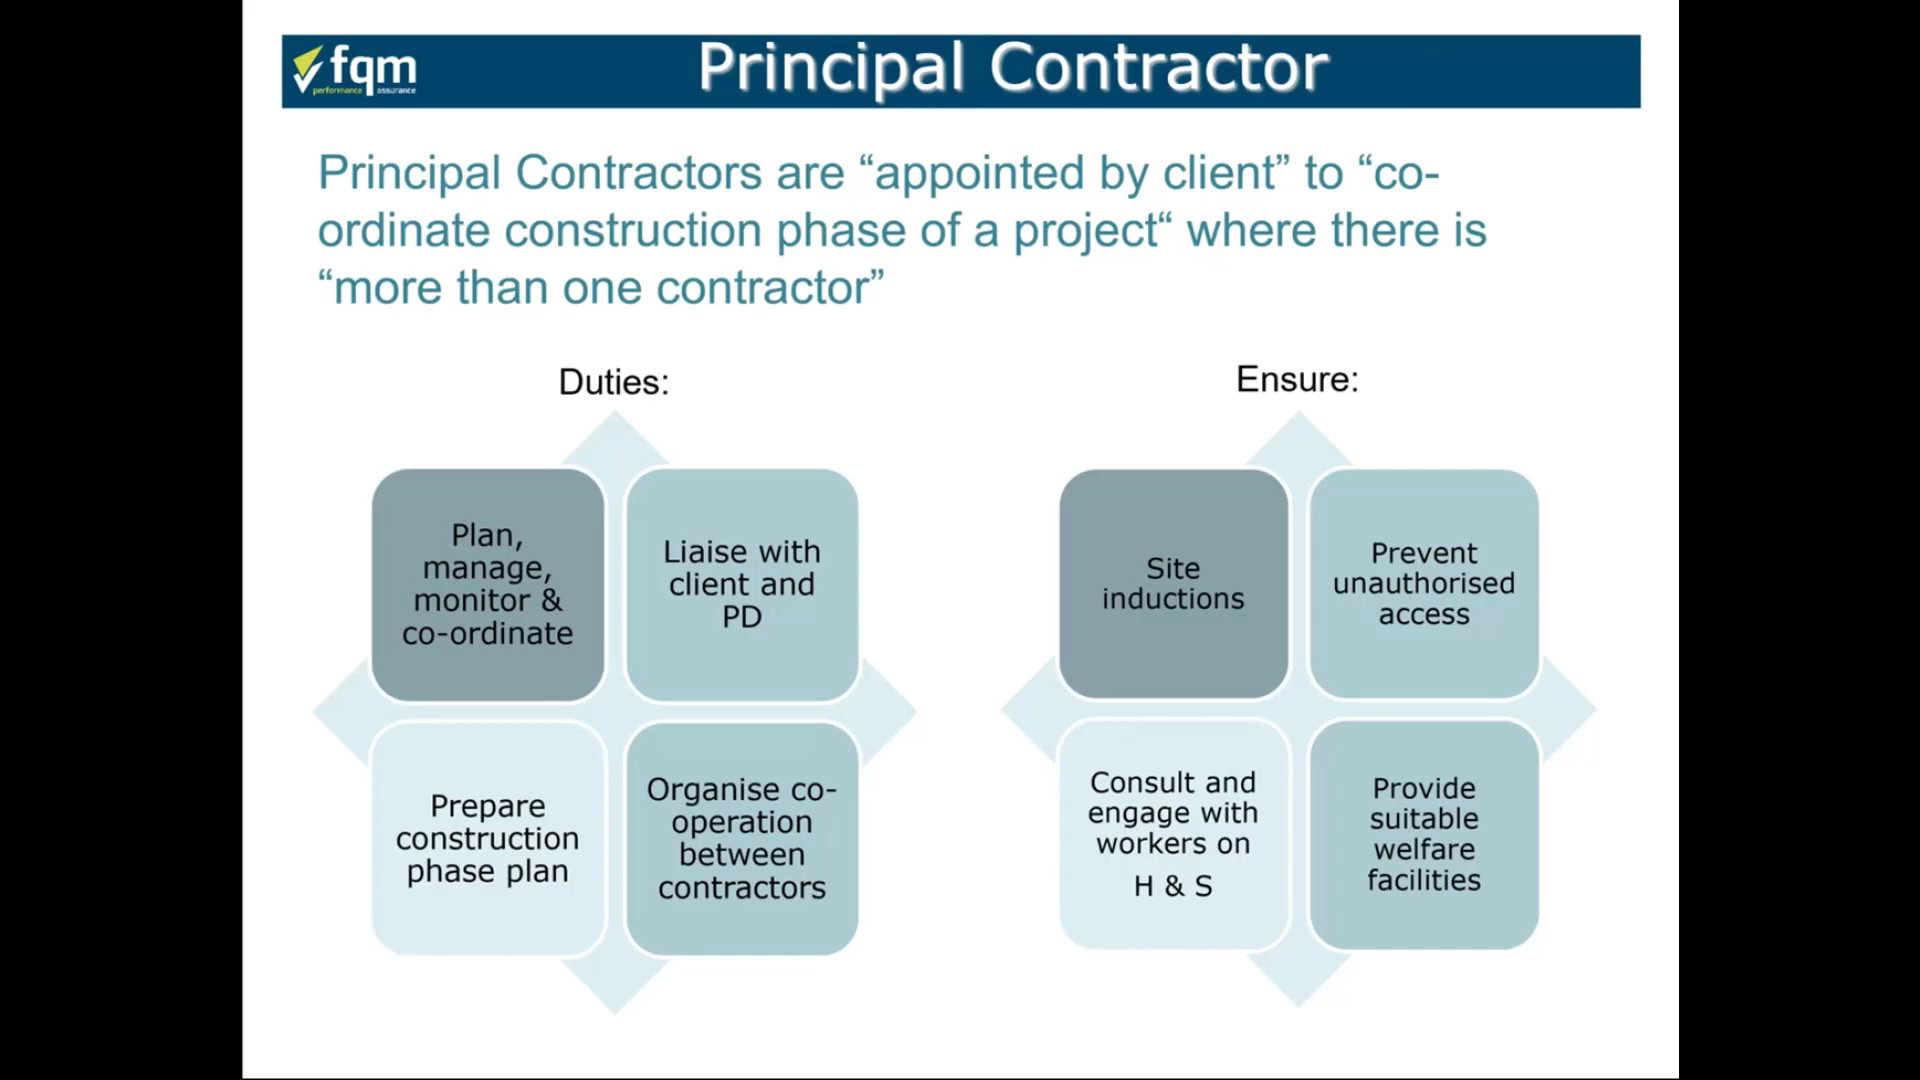 fqm
performance assurance
Principal Contractor
Principal Contractors are “appointed by client” to “co-
ordinate construction phase of a project“ where there is
“more than one contractor”
Duties:
Plan,
manage,
monitor &
co-ordinate
Liaise with
client and
PD
Prepare
construction
phase plan
Organise co-
operation
between
contractors
Ensure:
Site
inductions
Prevent
unauthorised
access
Consult and
engage with
workers on
H & S
Provide
suitable
welfare
facilities